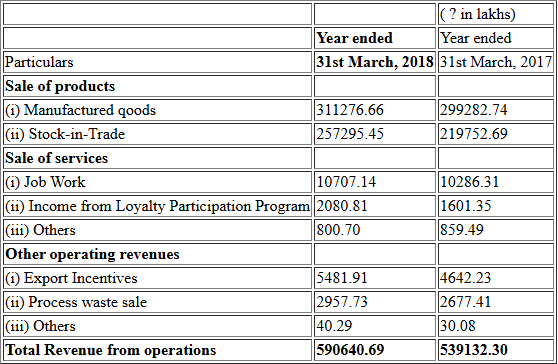 ( ? in lakhs)
Year ended Year ended
Particulars 31st March, 2018 31st March, 2017
Sale of products
(i) Manufactured qoods 311276.66 299282.74
(ii) Stock-in-Trade 257295.45 219752.69
Sale of services
(i) Job Work 10707.14 10286.31
(ii) Income from Loyalty Participation Program 2080.81 1601.35
(iii) Others 800.70 859.49
Other operating revenues
(i) Export Incentives 5481.91 4642.23
(ii) Process waste sale 2957.73 2677.41
(iii) Others 40.29 30.08
Total Revenue from operations 590640.69 539132.30